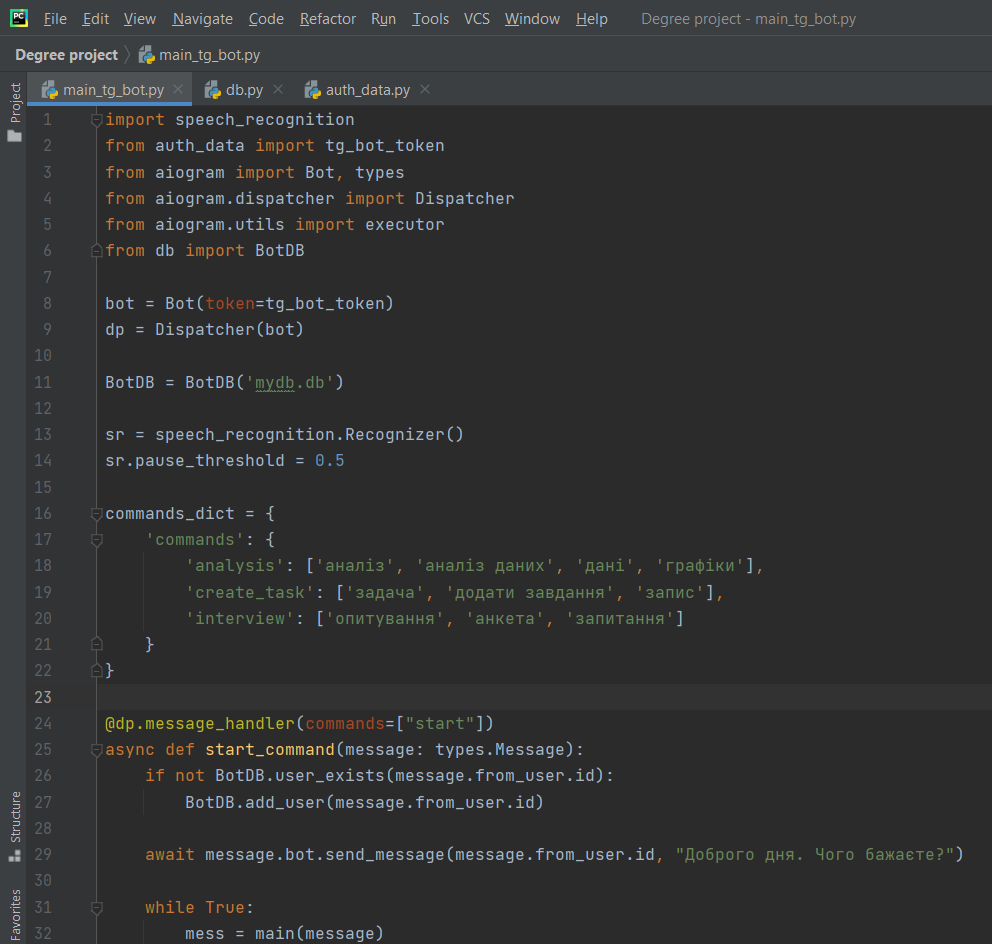 PC File Edit View Navigate Code Refactor Run Tools VCS Window Help Degree project - main_tg_bot.py
Degree project main_tg_bot.py
main_tg_bot.py db.py auth_data.py
Project
1 import speech_recognition
2 from auth_data import tg_bot_token
3 from aiogram import Bot, types
4 from aiogram.dispatcher import Dispatcher
5 from aiogram.utils import executor
6 from db import BotDB
7
8 bot = Bot(token=tg_bot_token)
9 dp = Dispatcher(bot)
10
11 BotDB = BotDB('mydb.db')
12
13 sr = speech_recognition.Recognizer()
14 sr.pause_threshold = 0.5
15
16 commands_dict = {
17     'commands': {
18         'analysis': ['аналіз', 'аналіз даних', 'дані', 'графіки'],
19         'create_task': ['задача', 'додати завдання', 'запис'],
20         'interview': ['опитування', 'анкета', 'запитання']
21     }
22 }
23
24 @dp.message_handler(commands=["start"])
25 async def start_command(message: types.Message):
26     if not BotDB.user_exists(message.from_user.id):
27         BotDB.add_user(message.from_user.id)
28
29     await message.bot.send_message(message.from_user.id, "Доброго дня. Чого бажаєте?")
30
31     while True:
32         mess = main(message)
Structure
Favorites